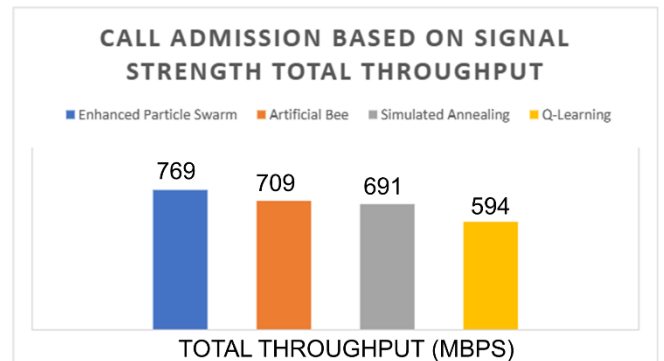 CALL ADMISSION BASED ON SIGNAL
STRENGTH TOTAL THROUGHPUT
Enhanced Particle Swarm Artificial Bee Simulated Annealing Q-Learning
769
709
691
594
TOTAL THROUGHPUT (MBPS)